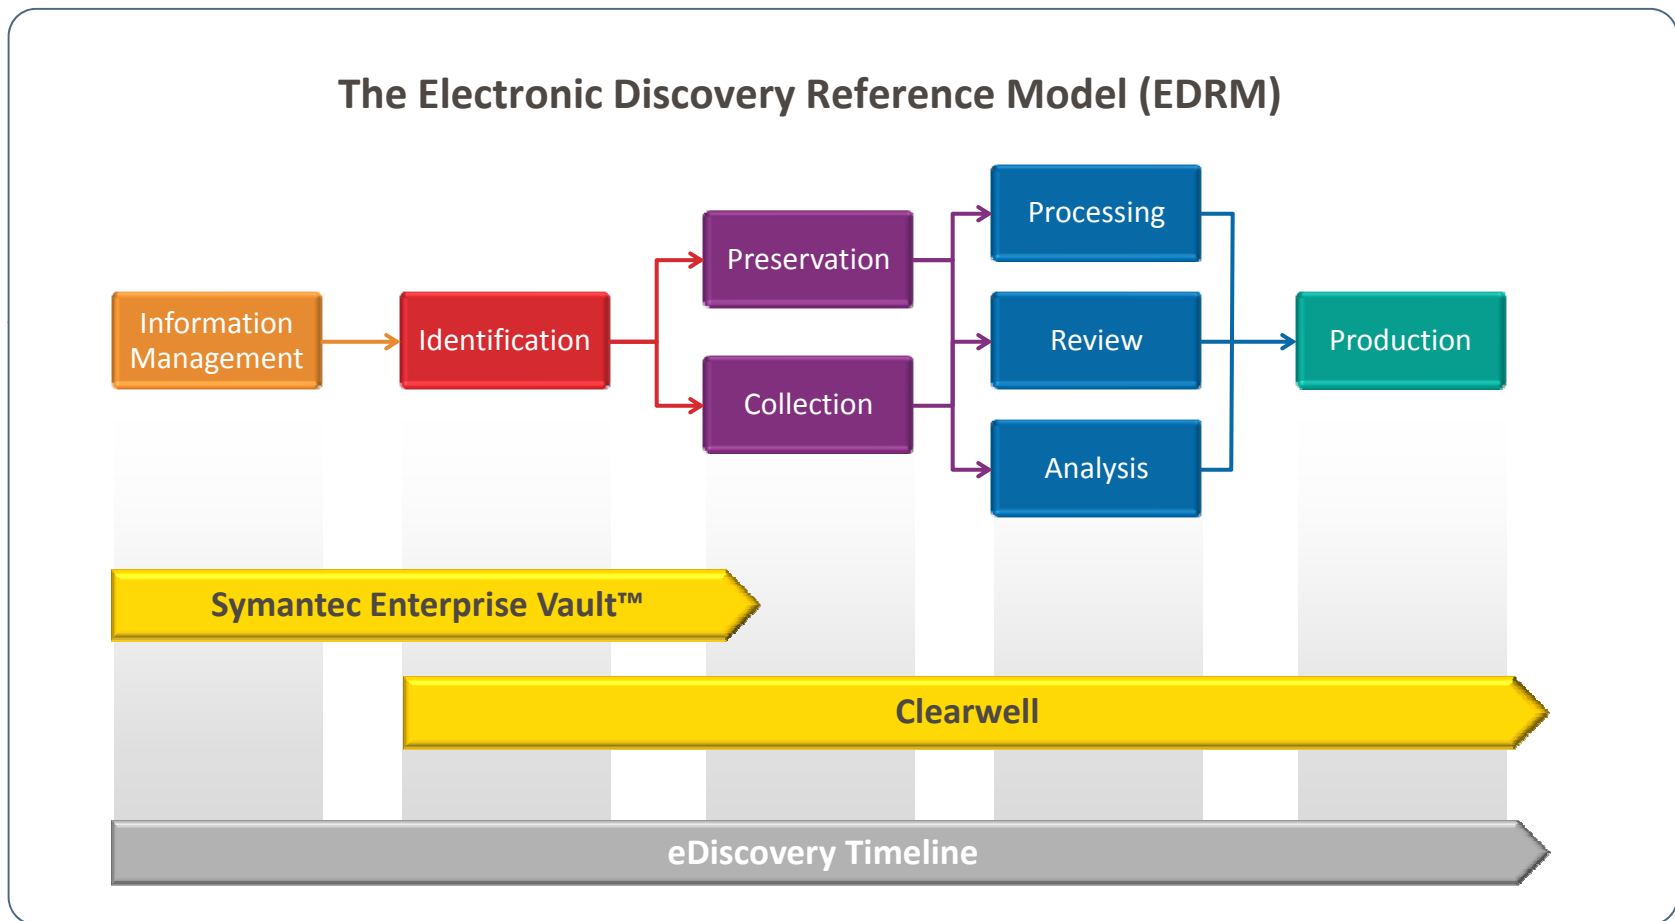 The Electronic Discovery Reference Model (EDRM)
Information
Management
Identification
Preservation
Collection
Processing
Review
Analysis
Production
Symantec Enterprise Vault™
Clearwell
eDiscovery Timeline